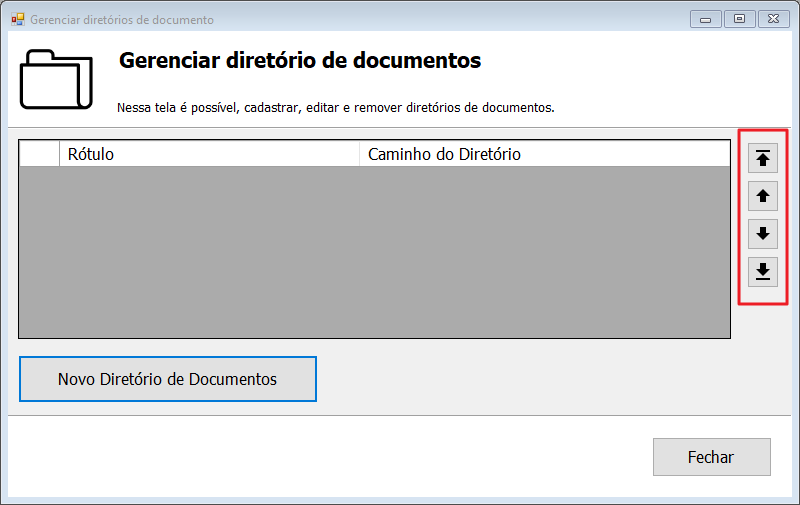 Gerenciar diretórios de documento
Gerenciar diretório de documentos
Nessa tela é possível, cadastrar, editar e remover diretórios de documentos.
Rótulo
Caminho do Diretório
Novo Diretório de Documentos
Fechar